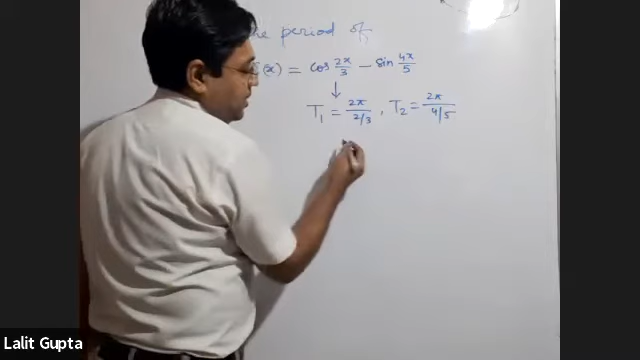 he period of
(x) = cos 2x/3 − sin 4x/5
↓
T₁ = 2π/(2/3) , T₂ = 2π/(4/5)
Lalit Gupta